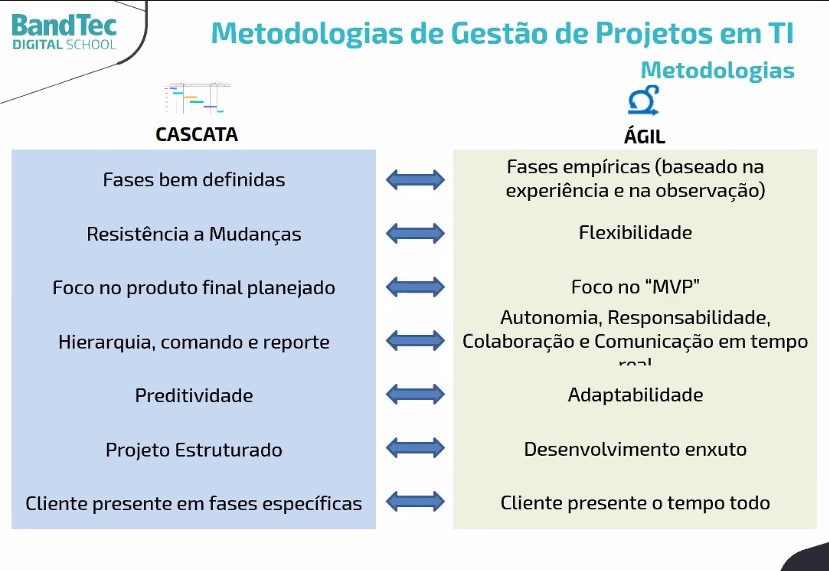 BandTec
DIGITAL SCHOOL
Metodologias de Gestão de Projetos em TI
Metodologias
CASCATA
ÁGIL
Fases bem definidas
Fases empíricas (baseado na
experiência e na observação)
Resistência a Mudanças
Flexibilidade
Foco no produto final planejado
Foco no “MVP”
Hierarquia, comando e reporte
Autonomia, Responsabilidade,
Colaboração e Comunicação em tempo
real
Preditividade
Adaptabilidade
Projeto Estruturado
Desenvolvimento enxuto
Cliente presente em fases específicas
Cliente presente o tempo todo